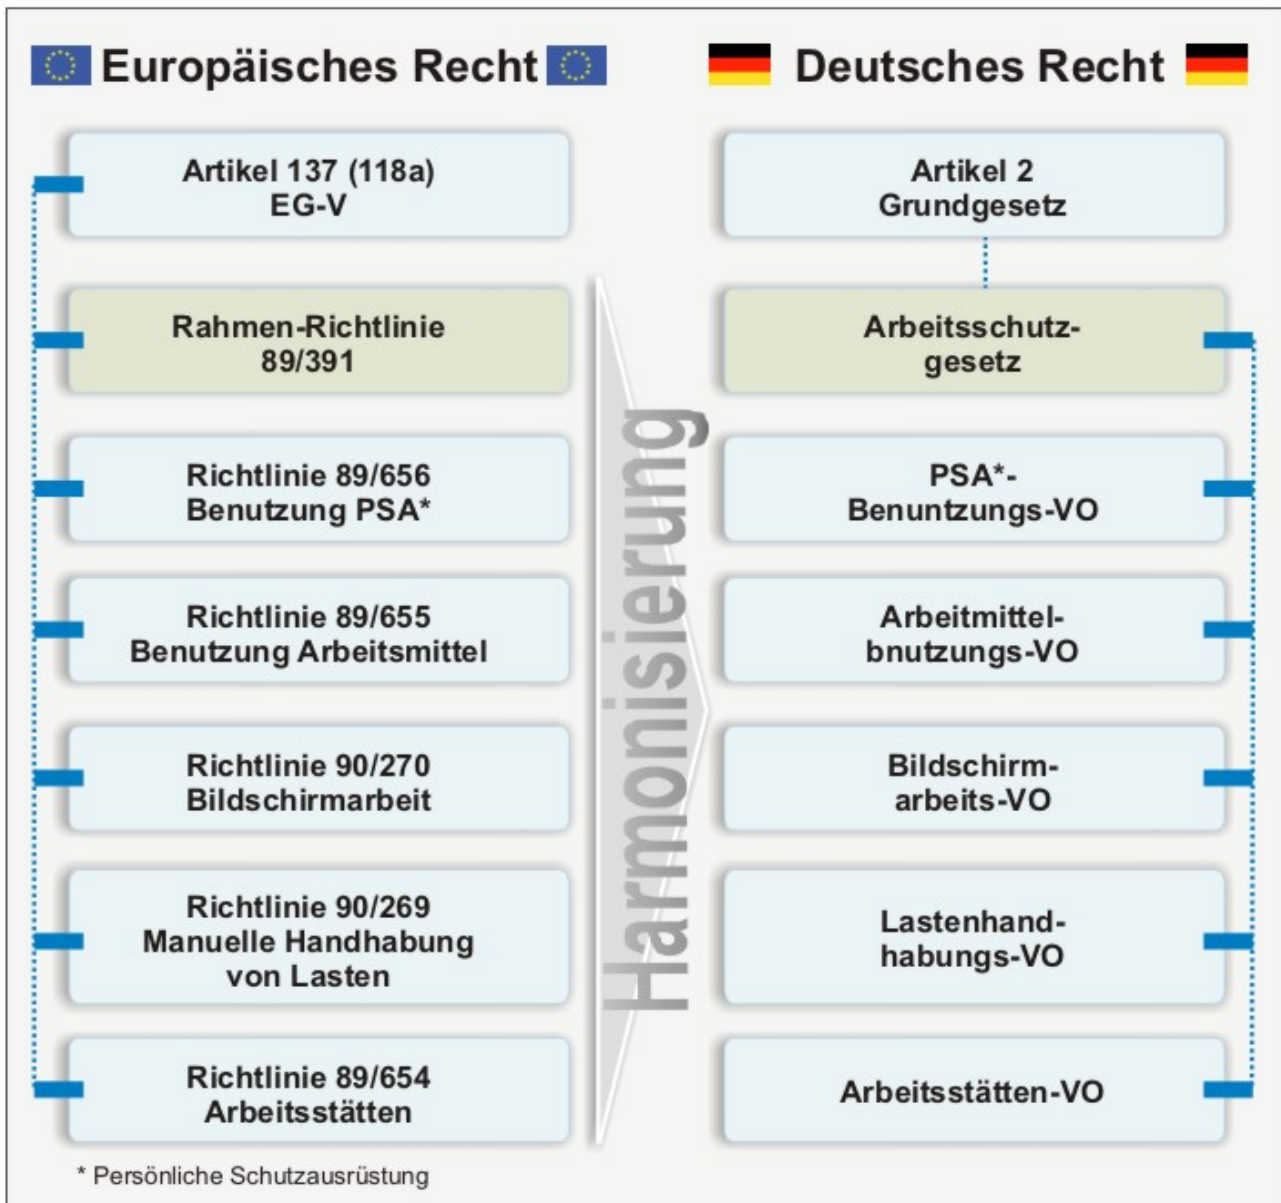 Europäisches Recht
Artikel 137 (118a)
EG-V
Rahmen-Richtlinie
89/391
Richtlinie 89/656
Benutzung PSA*
Richtlinie 89/655
Benutzung Arbeitsmittel
Richtlinie 90/270
Bildschirmarbeit
Richtlinie 90/269
Manuelle Handhabung
von Lasten
Richtlinie 89/654
Arbeitsstätten
* Persönliche Schutzausrüstung
Harmonisierung
Deutsches Recht
Artikel 2
Grundgesetz
Arbeitsschutz-
gesetz
PSA*-
Benuntzungs-VO
Arbeitmittel-
bnutzungs-VO
Bildschirm-
arbeits-VO
Lastenhand-
habungs-VO
Arbeitsstätten-VO